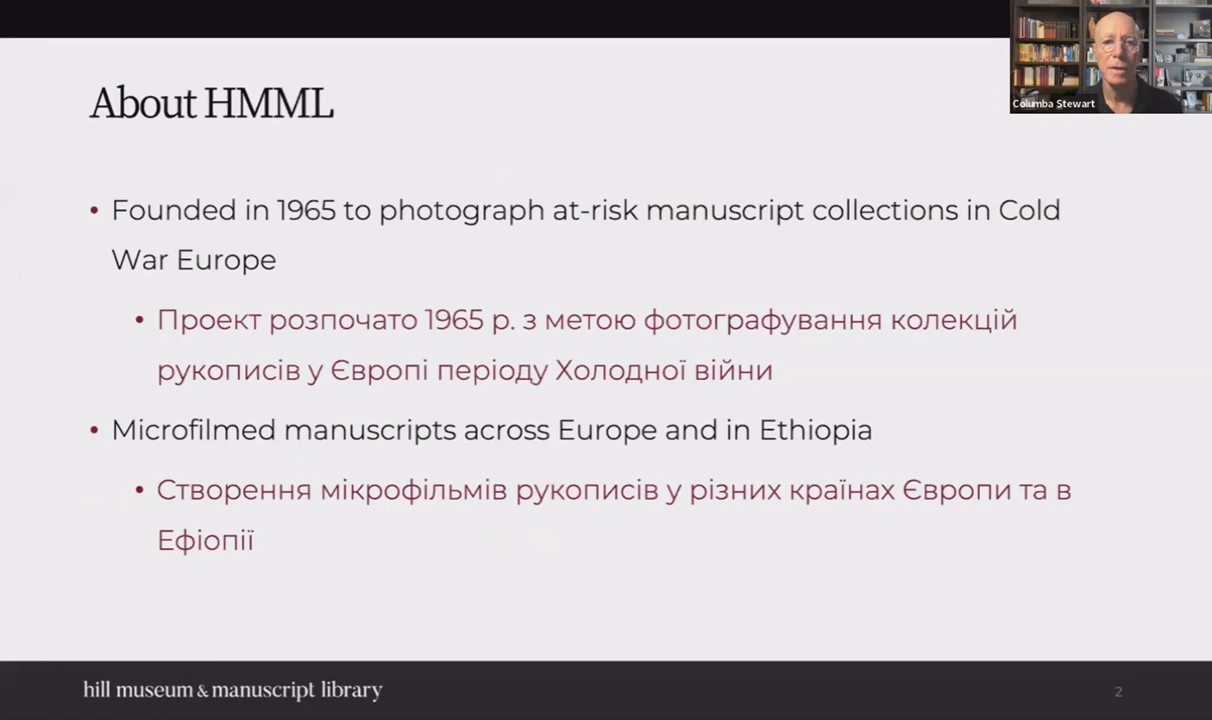 Columba Stewart
About HMML
• Founded in 1965 to photograph at-risk manuscript collections in Cold
War Europe
• Проект розпочато 1965 р. з метою фотографування колекцій
рукописів у Європі періоду Холодної війни
• Microfilmed manuscripts across Europe and in Ethiopia
• Створення мікрофільмів рукописів у різних країнах Європи та в
Ефіопії
hill museum & manuscript library
2